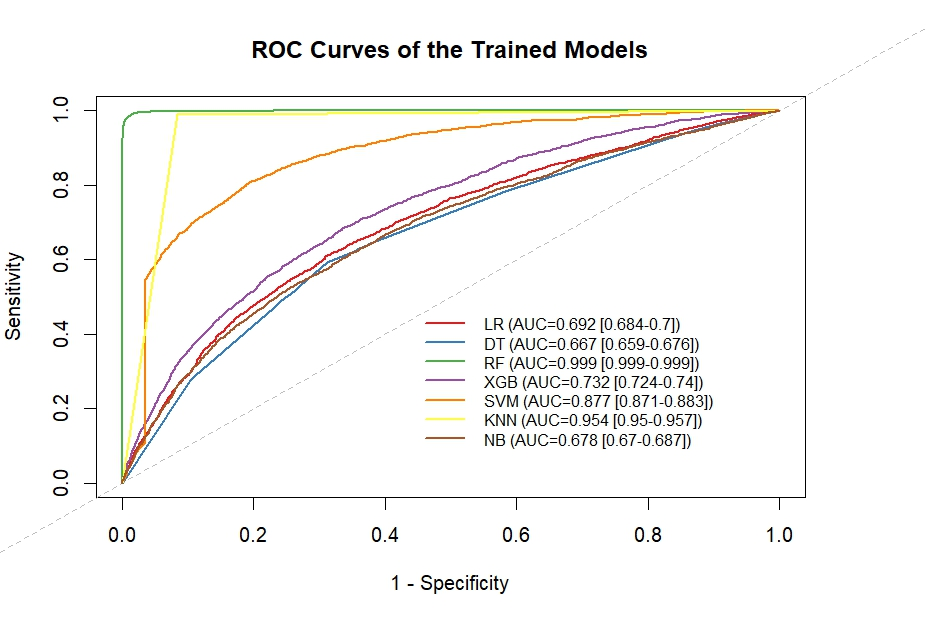 ROC Curves of the Trained Models
Sensitivity
1.0
0.8
0.6
0.4
0.2
0.0
LR (AUC=0.692 [0.684-0.7])
DT (AUC=0.667 [0.659-0.676])
RF (AUC=0.999 [0.999-0.999])
XGB (AUC=0.732 [0.724-0.74])
SVM (AUC=0.877 [0.871-0.883])
KNN (AUC=0.954 [0.95-0.957])
NB (AUC=0.678 [0.67-0.687])
0.0 0.2 0.4 0.6 0.8 1.0
1 - Specificity